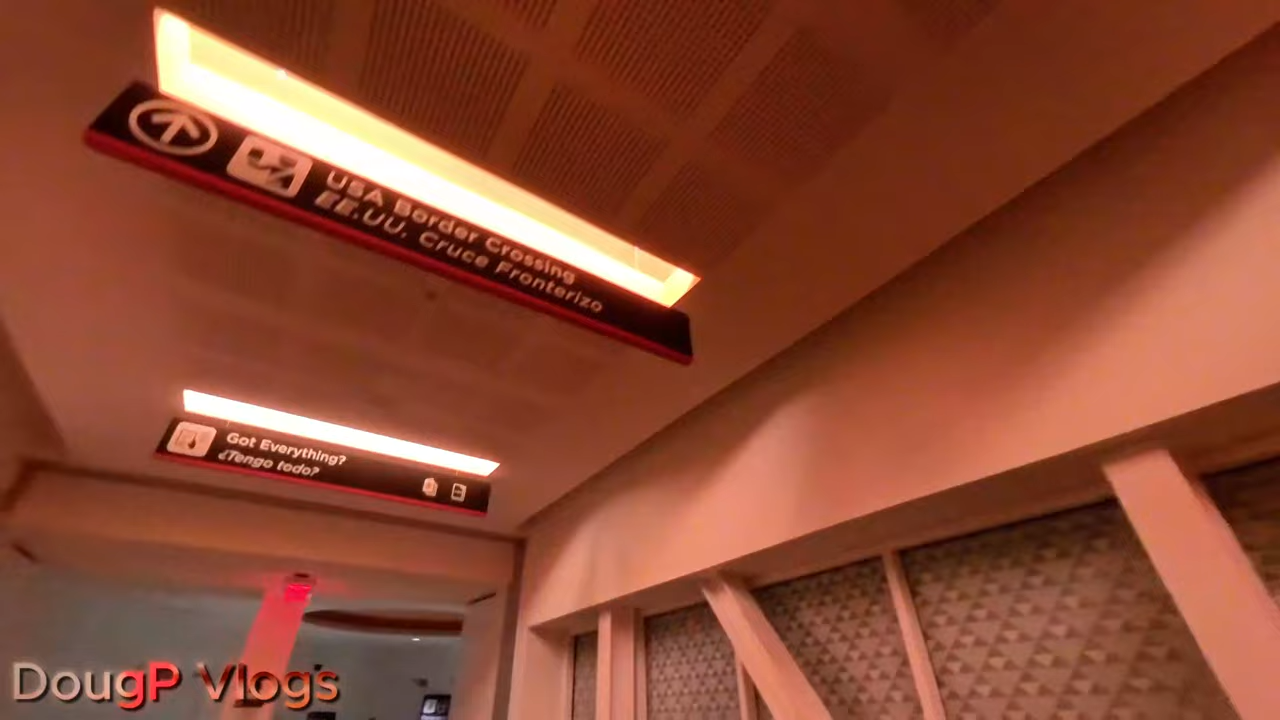 USA Border Crossing
EE.UU. Cruce Fronterizo
Got Everything?
¿Tengo todo?
DougP Vlogs